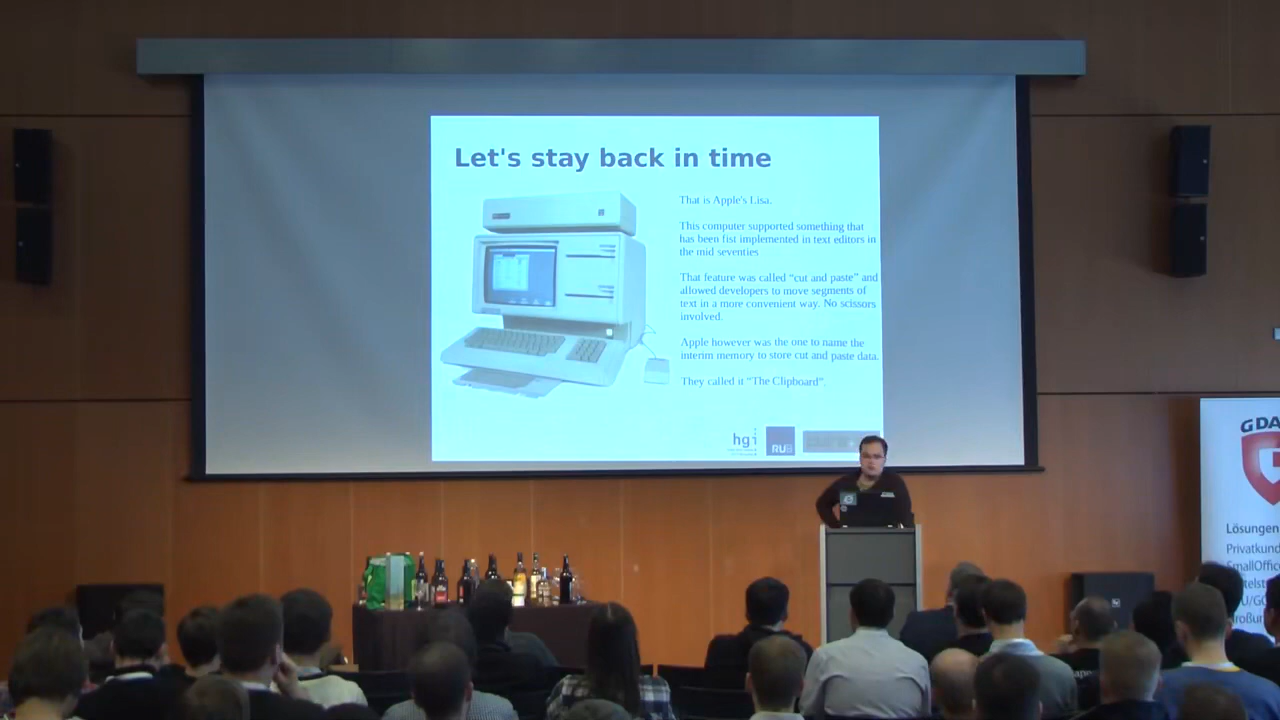 Let's stay back in time
That is Apple's Lisa.
This computer supported something that
has been fist implemented in text editors in
the mid seventies
That feature was called “cut and paste” and
allowed developers to move segments of
text in a more convenient way. No scissors
involved.
Apple however was the one to name the
interim memory to store cut and paste data.
They called it “The Clipboard”.
hgi
RUB
G DA
Lösungen
Privatkund
SmallOffic